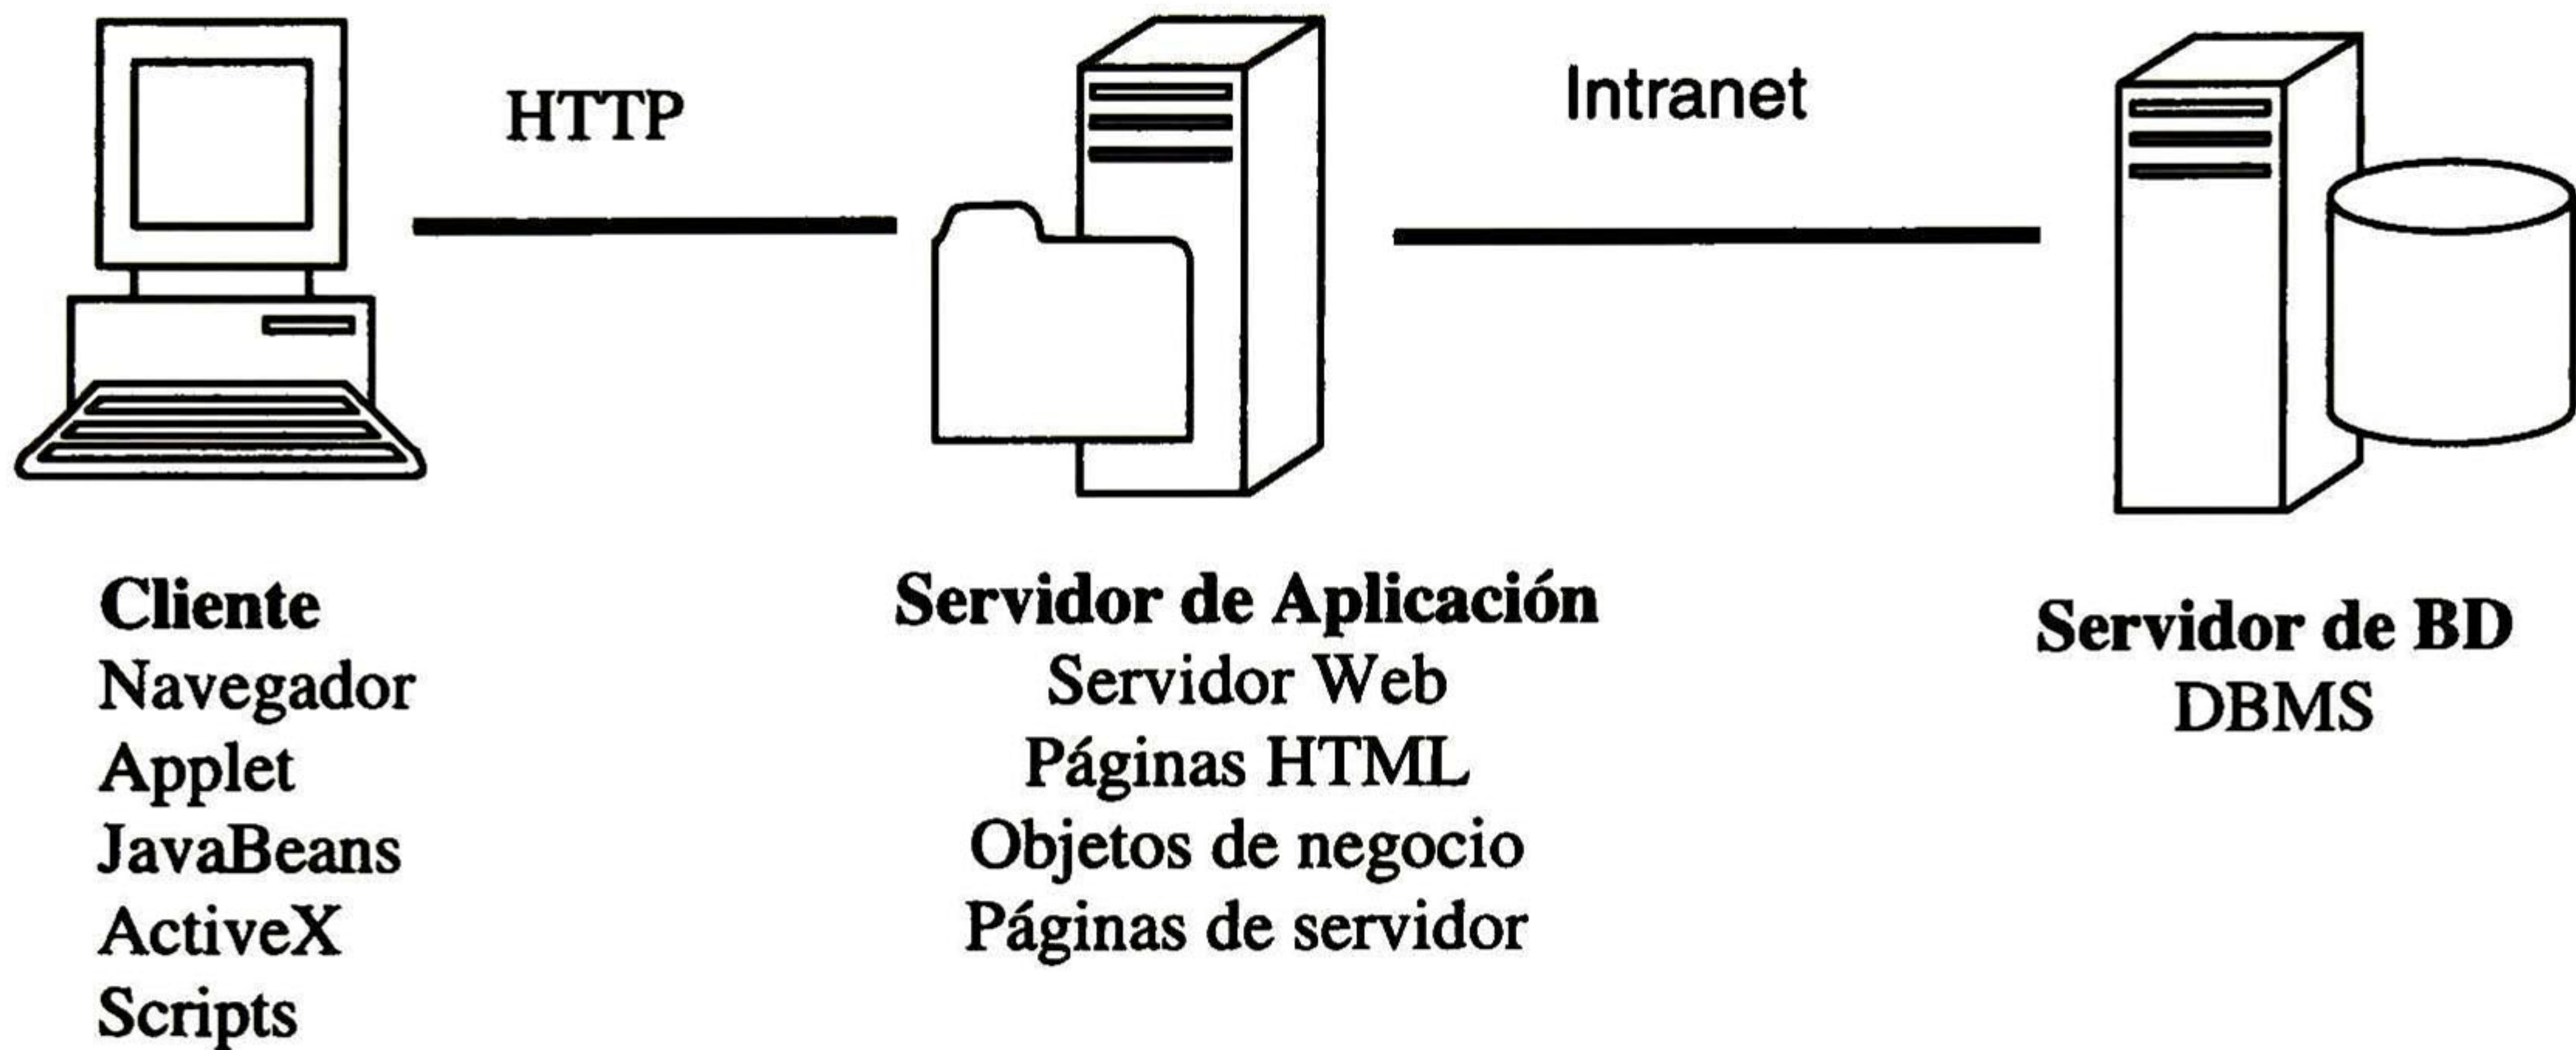 HTTP
Intranet
Cliente
Navegador
Applet
JavaBeans
ActiveX
Scripts
Servidor de Aplicación
Servidor Web
Páginas HTML
Objetos de negocio
Páginas de servidor
Servidor de BD
DBMS